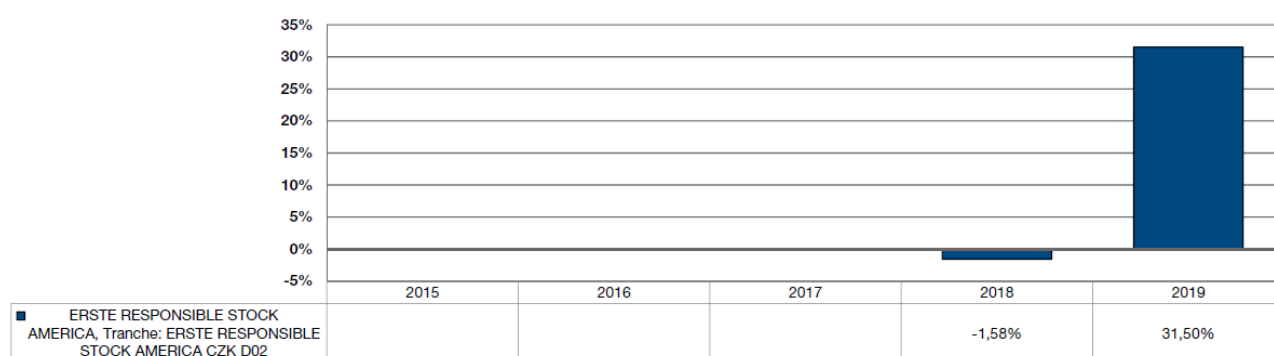 35%
30%
25%
20%
15%
10%
5%
0%
-5%
2015 2016 2017 2018 2019
ERSTE RESPONSIBLE STOCK
AMERICA, Tranche: ERSTE RESPONSIBLE
STOCK AMERICA CZK D02
-1,58% 31,50%